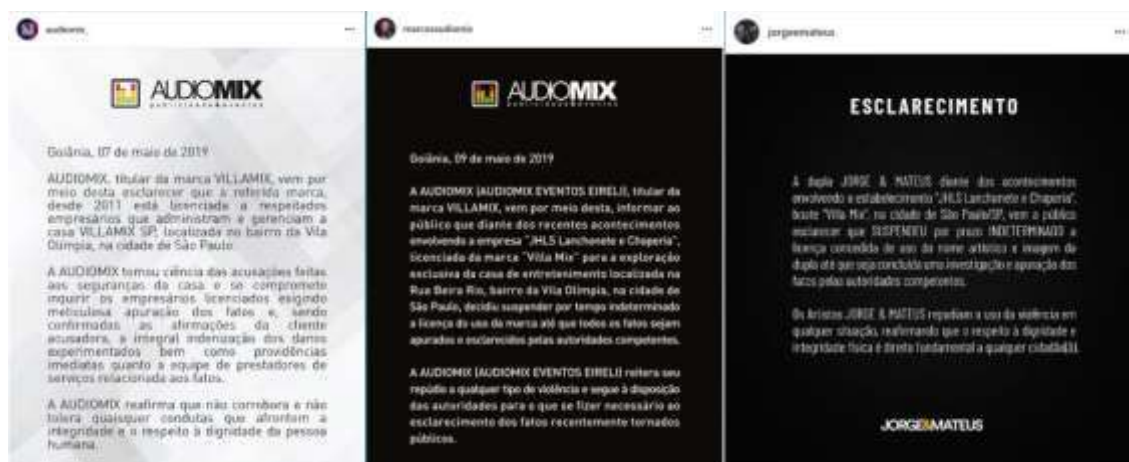 audiomix_
AUDIOMIX
publicidade&eventos
Goiânia, 07 de maio de 2019
AUDIOMIX, titular da marca VILLAMIX, vem por
meio desta esclarecer que a referida marca,
desde 2011 está licenciada a respeitados
empresários que administram e gerenciam a
casa VILLAMIX SP, localizada no bairro da Vila
Olímpia, na cidade de São Paulo.
A AUDIOMIX tomou ciência das acusações feitas
aos seguranças da casa e se compromete
inquirir os empresários licenciados exigindo
meticulosa apuração dos fatos e, sendo
confirmadas as afirmações da cliente
acusadora, a integral indenização dos danos
experimentados bem como providências
imediatas quanto a equipe de prestadores de
serviços relacionada aos fatos.
A AUDIOMIX reafirma que não corrobora e não
tolera quaisquer condutas que afrontem a
integridade e o respeito à dignidade da pessoa
humana.
marcosaudiomix
AUDIOMIX
publicidade&eventos
Goiânia, 09 de maio de 2019
A AUDIOMIX (AUDIOMIX EVENTOS EIRELI), titular da
marca VILLAMIX, vem por meio desta, informar ao
público que diante dos recentes acontecimentos
envolvendo a empresa "JHLS Lanchonete e Choperia",
licenciada da marca "Villa Mix" para a exploração
exclusiva da casa de entretenimento localizada na
Rua Beira Rio, bairro da Vila Olímpia, na cidade de
São Paulo, decidiu suspender por tempo indeterminado
a licença do uso da marca até que todos os fatos sejam
apurados e esclarecidos pelas autoridades competentes.
A AUDIOMIX (AUDIOMIX EVENTOS EIRELI) reitera seu
repúdio a qualquer tipo de violência e segue à disposição
das autoridades para o que se fizer necessário ao
esclarecimento dos fatos recentemente tornados
públicos.
jorgeemateus
ESCLARECIMENTO
A dupla JORGE & MATEUS diante dos acontecimentos
envolvendo o estabelecimento "JHLS Lanchonete e Choperia",
boate "Villa Mix", na cidade de São Paulo/SP, vem a público
esclarecer que SUSPENDEU por prazo INDETERMINADO a
licença concedida de uso do nome artístico e imagem da
dupla até que seja concluída uma investigação e apuração dos
fatos pelas autoridades competentes.
Os Artistas JORGE & MATEUS repudiam o uso da violência em
qualquer situação, reafirmando que o respeito à dignidade e
integridade física é direito fundamental a qualquer cidadão(ã).
JORGE&MATEUS